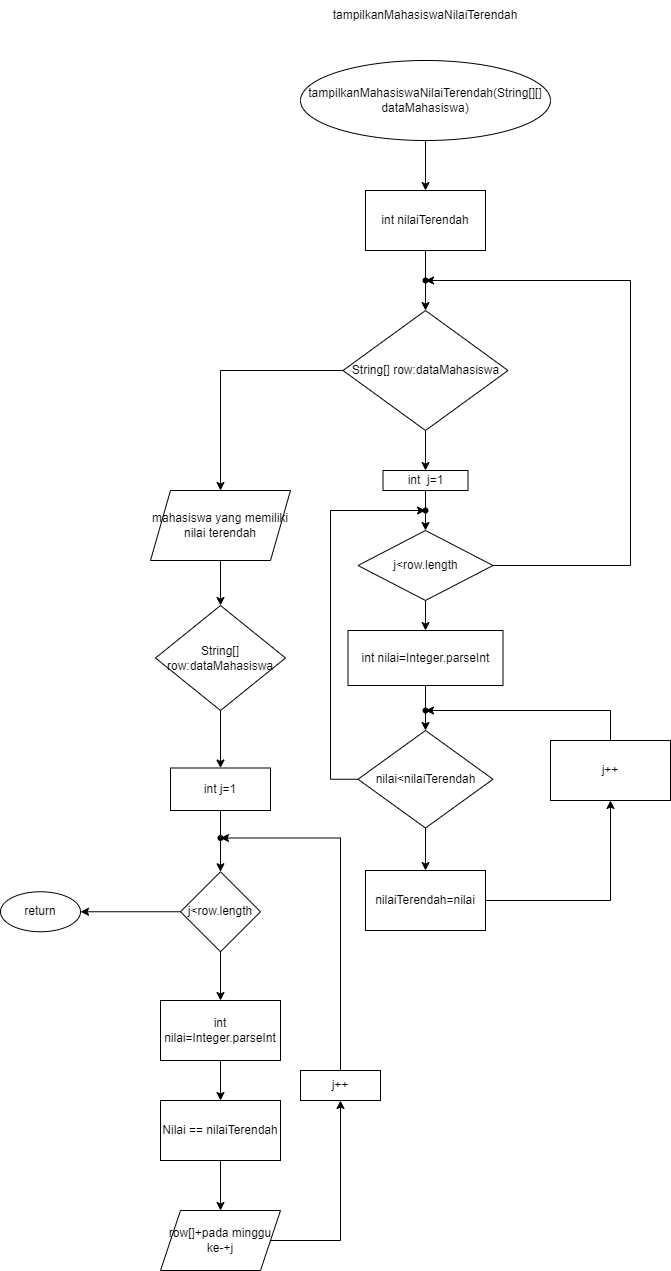 tampilkanMahasiswaNilaiTerendah
tampilkanMahasiswaNilaiTerendah(String[][]
dataMahasiswa)
int nilaiTerendah
String[] row:dataMahasiswa
int j=1
j<row.length
int nilai=Integer.parseInt
nilai<nilaiTerendah
j++
nilaiTerendah=nilai
mahasiswa yang memiliki
nilai terendah
String[]
row:dataMahasiswa
int j=1
j<row.length
return
int
nilai=Integer.parseInt
j++
Nilai == nilaiTerendah
row[]+pada minggu
ke-+j